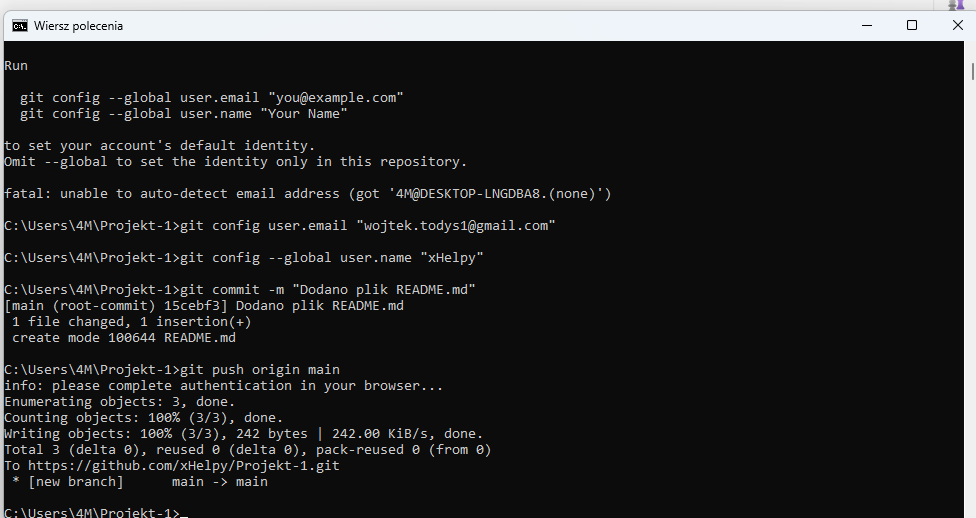 Wiersz polecenia
Run
git config --global user.email "you@example.com"
git config --global user.name "Your Name"
to set your account's default identity.
Omit --global to set the identity only in this repository.
fatal: unable to auto-detect email address (got '4M@DESKTOP-LNGDBA8.(none)')
C:\Users\4M\Projekt-1>git config user.email "wojtek.todys1@gmail.com"
C:\Users\4M\Projekt-1>git config --global user.name "xHelpy"
C:\Users\4M\Projekt-1>git commit -m "Dodano plik README.md"
[main (root-commit) 15cebf3] Dodano plik README.md
1 file changed, 1 insertion(+)
create mode 100644 README.md
C:\Users\4M\Projekt-1>git push origin main
info: please complete authentication in your browser...
Enumerating objects: 3, done.
Counting objects: 100% (3/3), done.
Writing objects: 100% (3/3), 242 bytes | 242.00 KiB/s, done.
Total 3 (delta 0), reused 0 (delta 0), pack-reused 0 (from 0)
To https://github.com/xHelpy/Projekt-1.git
* [new branch]      main -> main
C:\Users\4M\Projekt-1>_